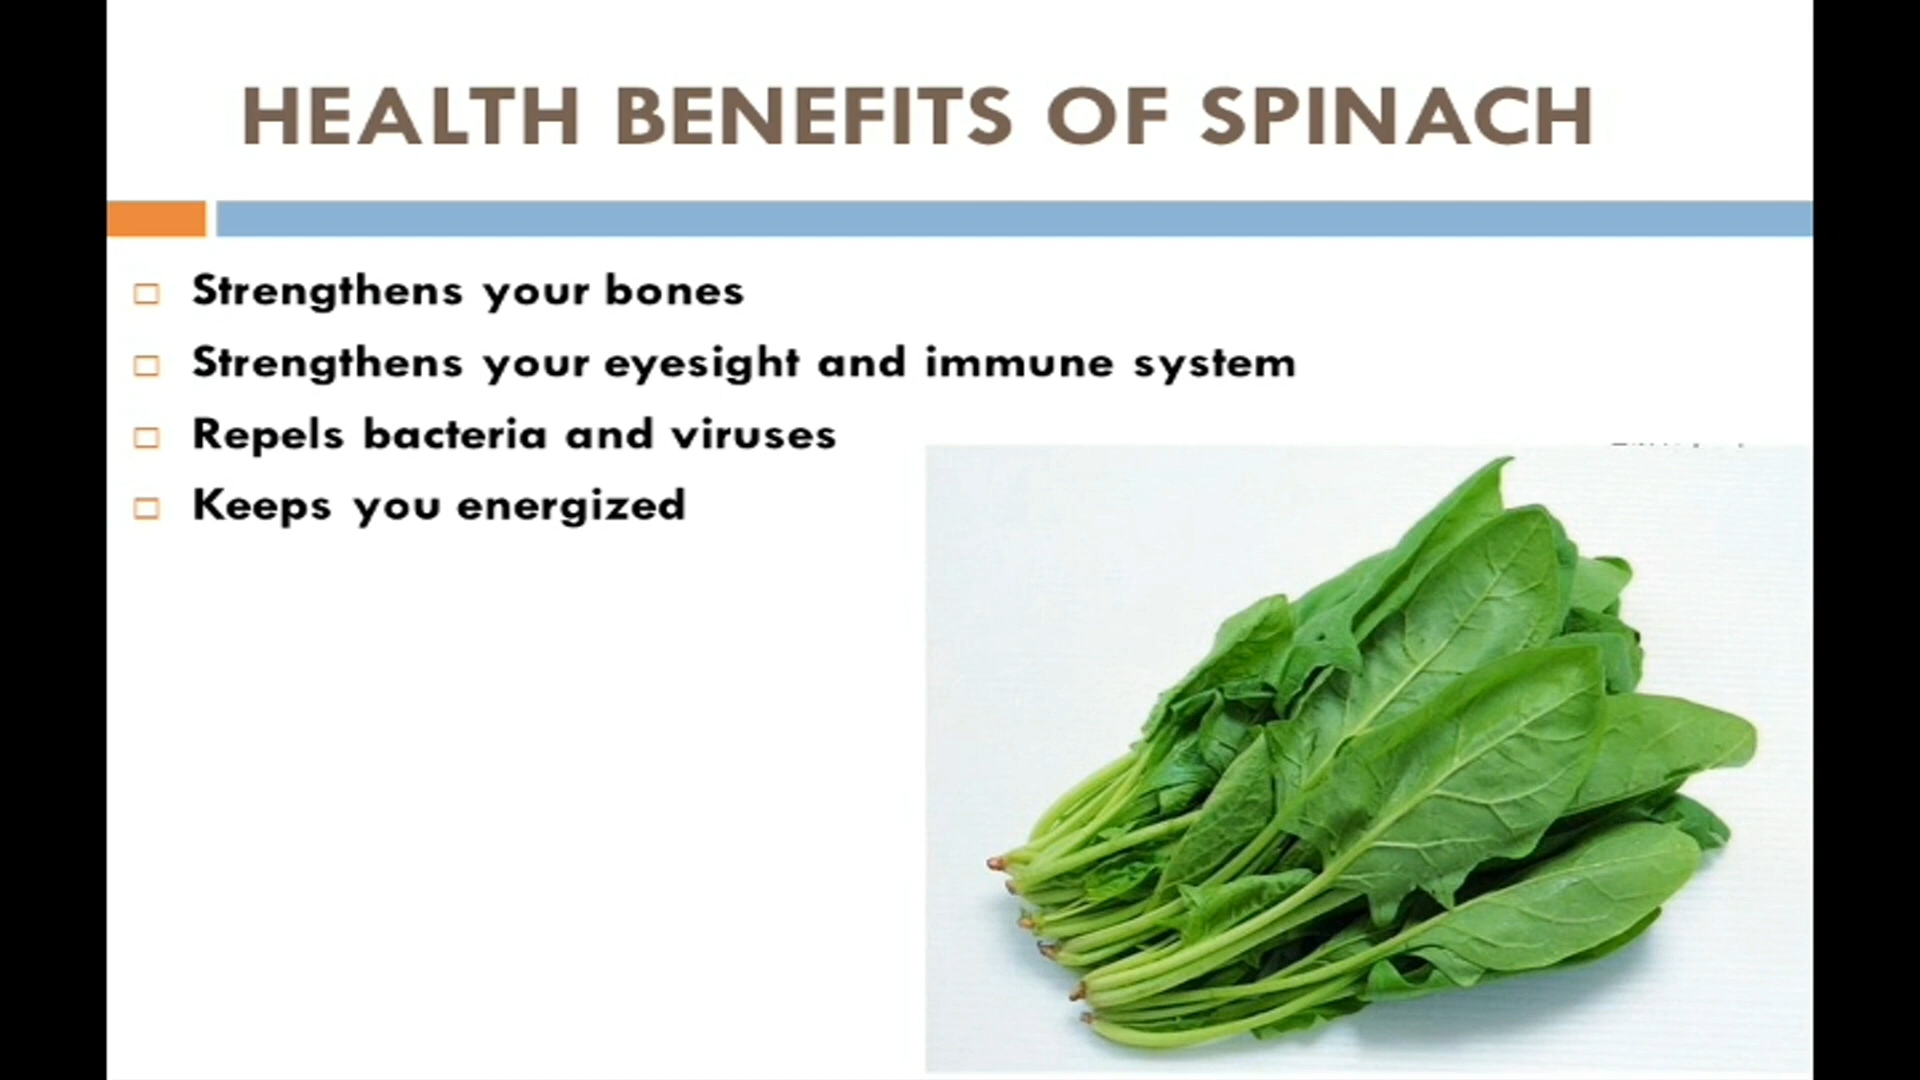 HEALTH BENEFITS OF SPINACH
Strengthens your bones
Strengthens your eyesight and immune system
Repels bacteria and viruses
Keeps you energized